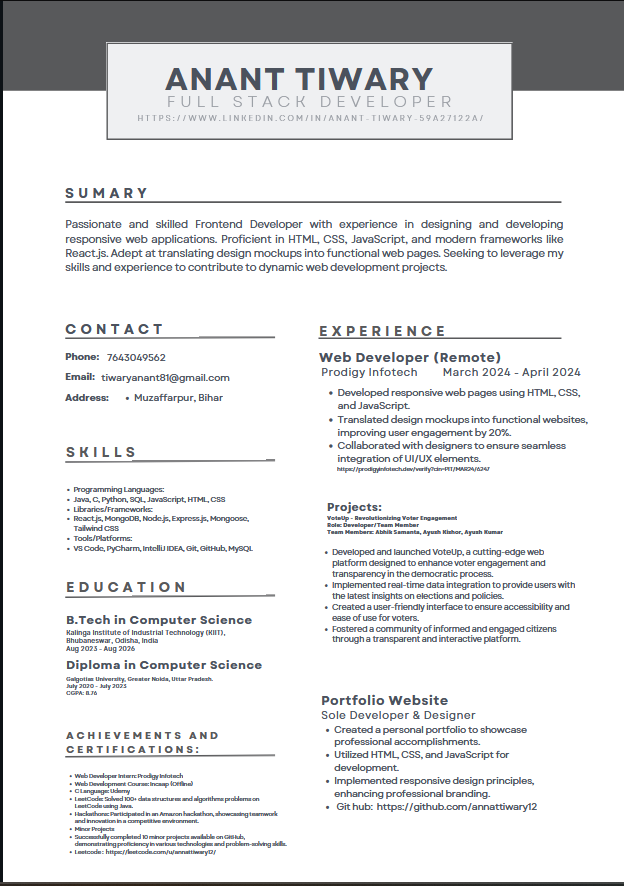 ANANT TIWARY
FULL STACK DEVELOPER
HTTPS://WWW.LINKEDIN.COM/IN/ANANT-TIWARY-59A27122A/
SUMARY
Passionate and skilled Frontend Developer with experience in designing and developing
responsive web applications. Proficient in HTML, CSS, JavaScript, and modern frameworks like
React.js. Adept at translating design mockups into functional web pages. Seeking to leverage my
skills and experience to contribute to dynamic web development projects.
CONTACT
Phone: 7643049562
Email: tiwaryanant81@gmail.com
Address: • Muzaffarpur, Bihar
SKILLS
• Programming Languages:
• Java, C, Python, SQL, JavaScript, HTML, CSS
• Libraries/Frameworks:
• React.js, MongoDB, Node.js, Express.js, Mongoose,
Tailwind CSS
• Tools/Platforms:
• VS Code, PyCharm, IntelliJ IDEA, Git, GitHub, MySQL
EDUCATION
B.Tech in Computer Science
Kalinga Institute of Industrial Technology (KIIT),
Bhubaneswar, Odisha, India
Aug 2023 - Aug 2026
Diploma in Computer Science
Galgotias University, Greater Noida, Uttar Pradesh.
July 2020 - July 2023
CGPA: 8.76
ACHIEVEMENTS AND
CERTIFICATIONS:
• Web Developer Intern: Prodigy Infotech
• Web Development Course: Incaap (Offline)
• C Language: Udemy
• LeetCode: Solved 100+ data structures and algorithms problems on
LeetCode using Java.
• Hackathons: Participated in an Amazon hackathon, showcasing teamwork
and innovation in a competitive environment.
• Minor Projects
• Successfully completed 10 minor projects available on GitHub,
demonstrating proficiency in various technologies and problem-solving skills.
• Leetcode : https://leetcode.com/u/annattiwary12/
EXPERIENCE
Web Developer (Remote)
Prodigy Infotech March 2024 - April 2024
• Developed responsive web pages using HTML, CSS,
and JavaScript.
• Translated design mockups into functional websites,
improving user engagement by 20%.
• Collaborated with designers to ensure seamless
integration of UI/UX elements.
https://prodigyinfotech.dev/verify?cin=PIT/MAR24/6247
Projects:
VoteUp - Revolutionizing Voter Engagement
Role: Developer/Team Member
Team Members: Abhik Samanta, Ayush Kishor, Ayush Kumar
• Developed and launched VoteUp, a cutting-edge web
platform designed to enhance voter engagement and
transparency in the democratic process.
• Implemented real-time data integration to provide users with
the latest insights on elections and policies.
• Created a user-friendly interface to ensure accessibility and
ease of use for voters.
• Fostered a community of informed and engaged citizens
through a transparent and interactive platform.
Portfolio Website
Sole Developer & Designer
• Created a personal portfolio to showcase
professional accomplishments.
• Utilized HTML, CSS, and JavaScript for
development.
• Implemented responsive design principles,
enhancing professional branding.
• Git hub: https://github.com/annattiwary12